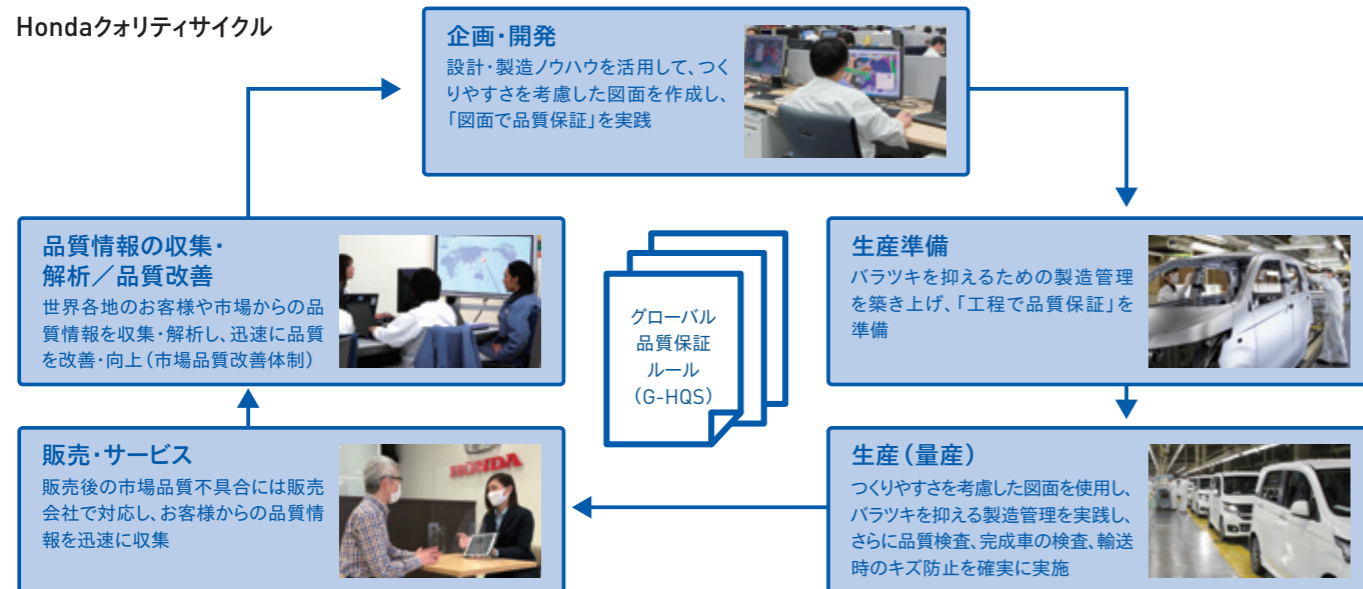 Hondaクォリティサイクル
企画・開発
設計・製造ノウハウを活用して、つく
りやすさを考慮した図面を作成し、
「図面で品質保証」を実践
品質情報の収集・
解析／品質改善
世界各地のお客様や市場からの品
質情報を収集・解析し、迅速に品質
を改善・向上（市場品質改善体制）
グローバル
品質保証
ルール
（G-HQS）
生産準備
バラツキを抑えるための製造管理
を築き上げ、「工程で品質保証」を
準備
販売・サービス
販売後の市場品質不具合には販売
会社で対応し、お客様からの品質情
報を迅速に収集
HONDA
生産（量産）
つくりやすさを考慮した図面を使用し、
バラツキを抑える製造管理を実践し、
さらに品質検査、完成車の検査、輸送
時のキズ防止を確実に実施